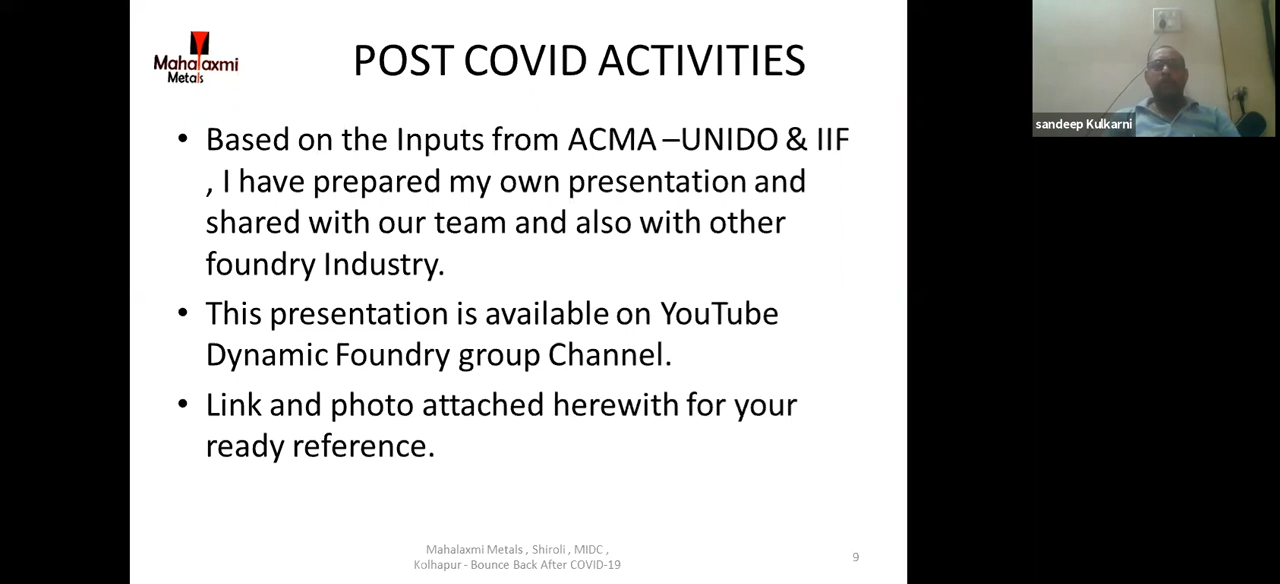 Mahalaxmi
Metals
POST COVID ACTIVITIES
• Based on the Inputs from ACMA –UNIDO & IIF
, I have prepared my own presentation and
shared with our team and also with other
foundry Industry.
• This presentation is available on YouTube
Dynamic Foundry group Channel.
• Link and photo attached herewith for your
ready reference.
Mahalaxmi Metals , Shiroli , MIDC ,
Kolhapur - Bounce Back After COVID-19
9
sandeep Kulkarni